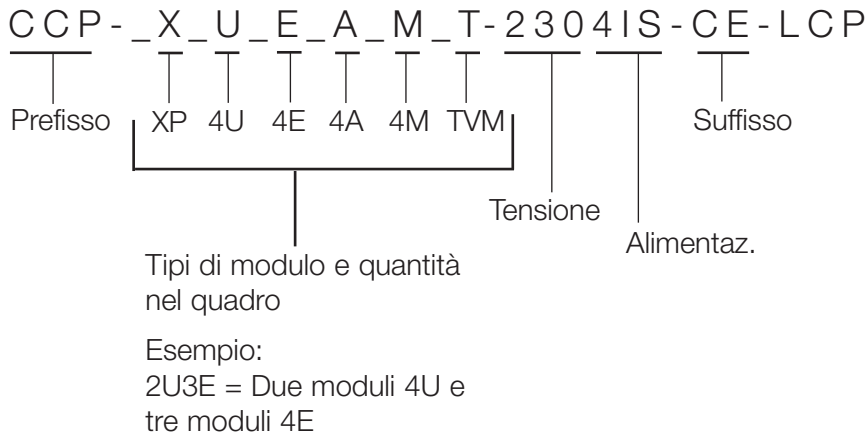 CCP-_X_U_E_A_M_T-2304IS-CE-LCP
Prefisso XP 4U 4E 4A 4M TVM Suffisso
Tensione
Alimentaz.
Tipi di modulo e quantità
nel quadro
Esempio:
2U3E = Due moduli 4U e
tre moduli 4E